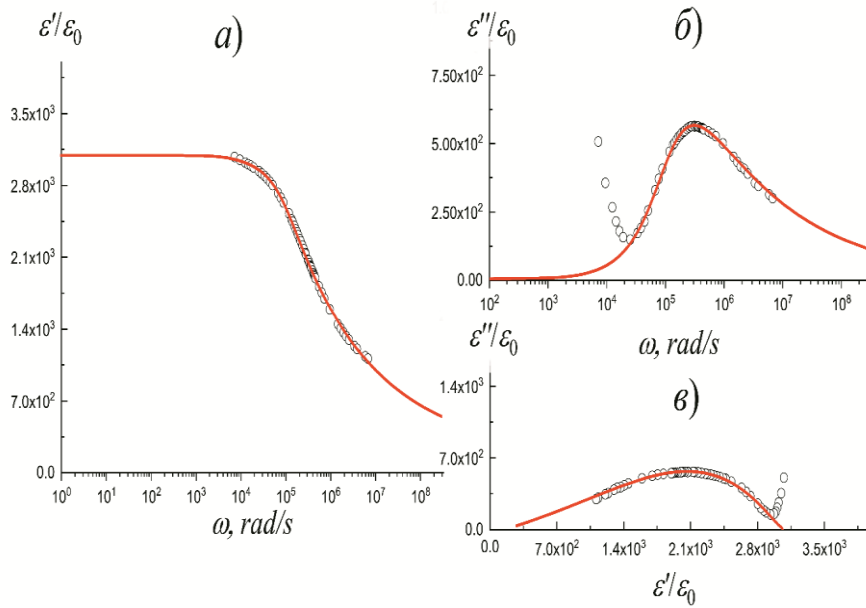 ε′/ε₀
а)
3.5x10³
2.8x10³
2.1x10³
1.4x10³
7.0x10²
0.0
10⁰ 10¹ 10² 10³ 10⁴ 10⁵ 10⁶ 10⁷ 10⁸
ω, rad/s
ε″/ε₀
б)
7.50x10²
5.00x10²
2.50x10²
0.00
10² 10³ 10⁴ 10⁵ 10⁶ 10⁷ 10⁸
ω, rad/s
ε″/ε₀
в)
1.4x10³
7.0x10²
0.0
0.0 7.0x10² 1.4x10³ 2.1x10³ 2.8x10³ 3.5x10³
ε′/ε₀